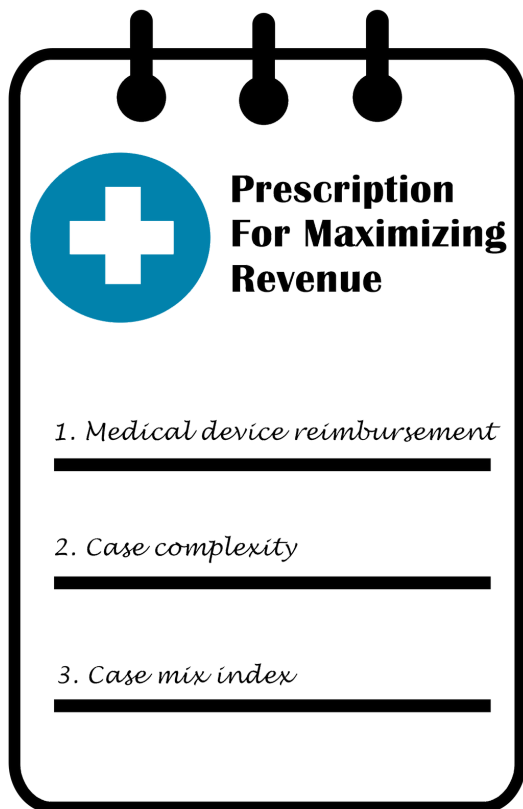 Prescription
For Maximizing
Revenue
1. Medical device reimbursement
2. Case complexity
3. Case mix index